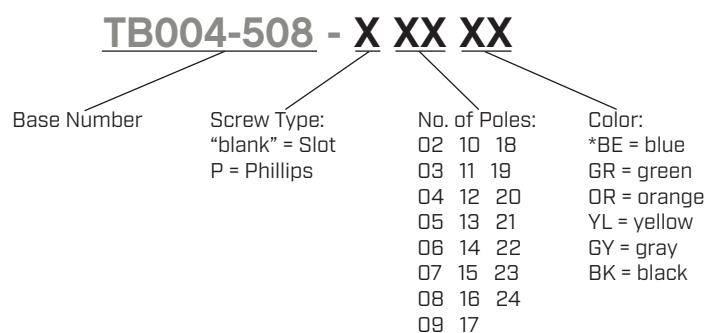 TB004-508 - X XX XX
Base Number
Screw Type:
“blank” = Slot
P = Phillips
No. of Poles:
02 10 18
03 11 19
04 12 20
05 13 21
06 14 22
07 15 23
08 16 24
09 17
Color:
*BE = blue
GR = green
OR = orange
YL = yellow
GY = gray
BK = black